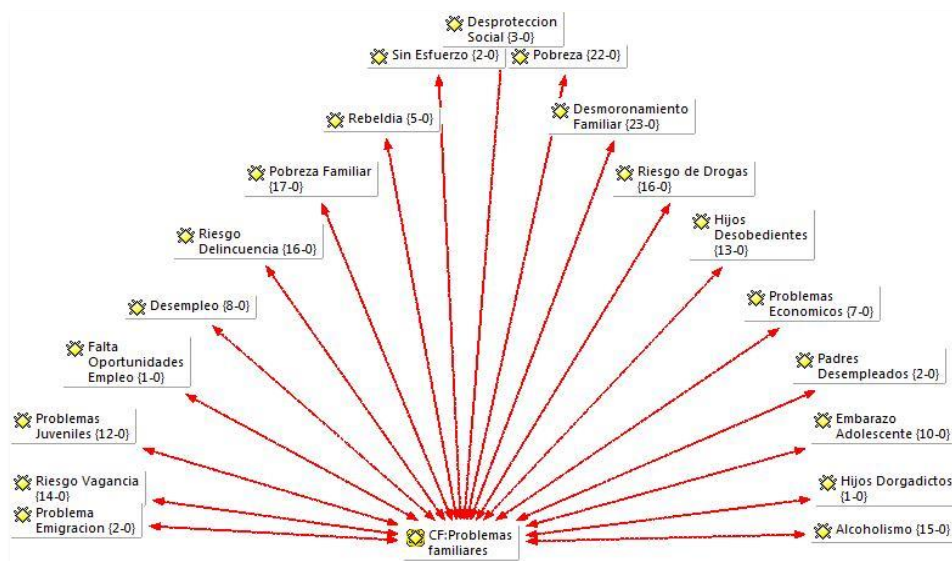 Desproteccion
Social {3-0}
Sin Esfuerzo {2-0}
Pobreza {22-0}
Rebeldia {5-0}
Desmoronamiento
Familiar {23-0}
Pobreza Familiar
{17-0}
Riesgo de Drogas
{16-0}
Riesgo
Delincuencia {16-0}
Hijos
Desobedientes
{13-0}
Desempleo {8-0}
Problemas
Economicos {7-0}
Falta
Oportunidades
Empleo {1-0}
Padres
Desempleados {2-0}
Problemas
Juveniles {12-0}
Embarazo
Adolescente {10-0}
Riesgo Vagancia
{14-0}
Hijos Dorgadictos
{1-0}
Problema
Emigracion {2-0}
Alcoholismo {15-0}
CF:Problemas
familiares